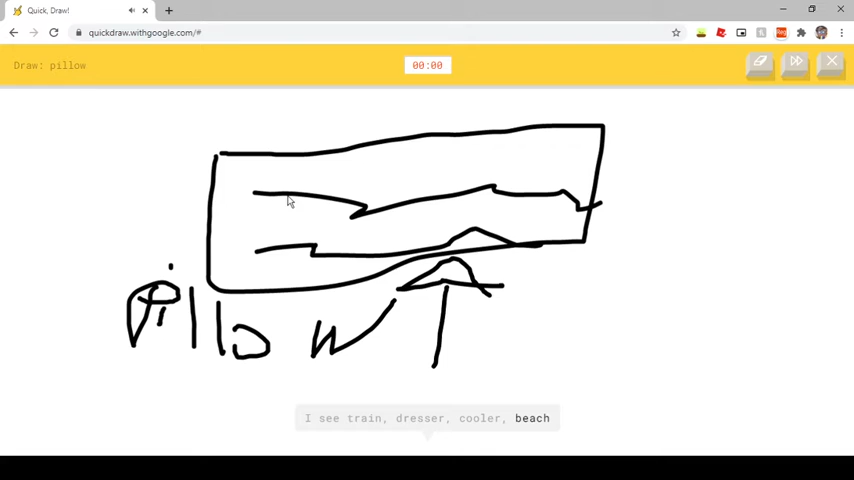 Quick, Draw!
quickdraw.withgoogle.com/#
Draw: pillow
00:00
pillow
I see train, dresser, cooler, beach